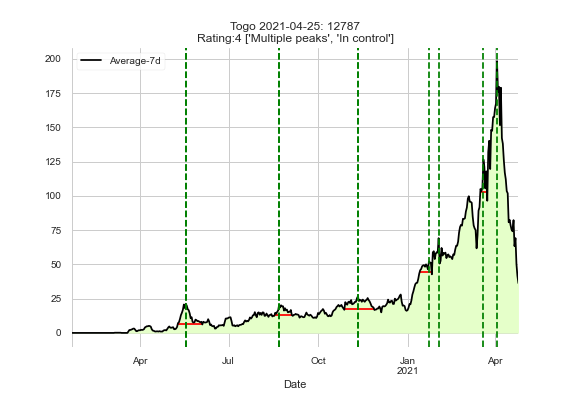 Togo 2021-04-25: 12787
Rating:4 ['Multiple peaks', 'In control']
Average-7d
200
175
150
125
100
75
50
25
0
Apr
Jul
Oct
Jan
2021
Apr
Date